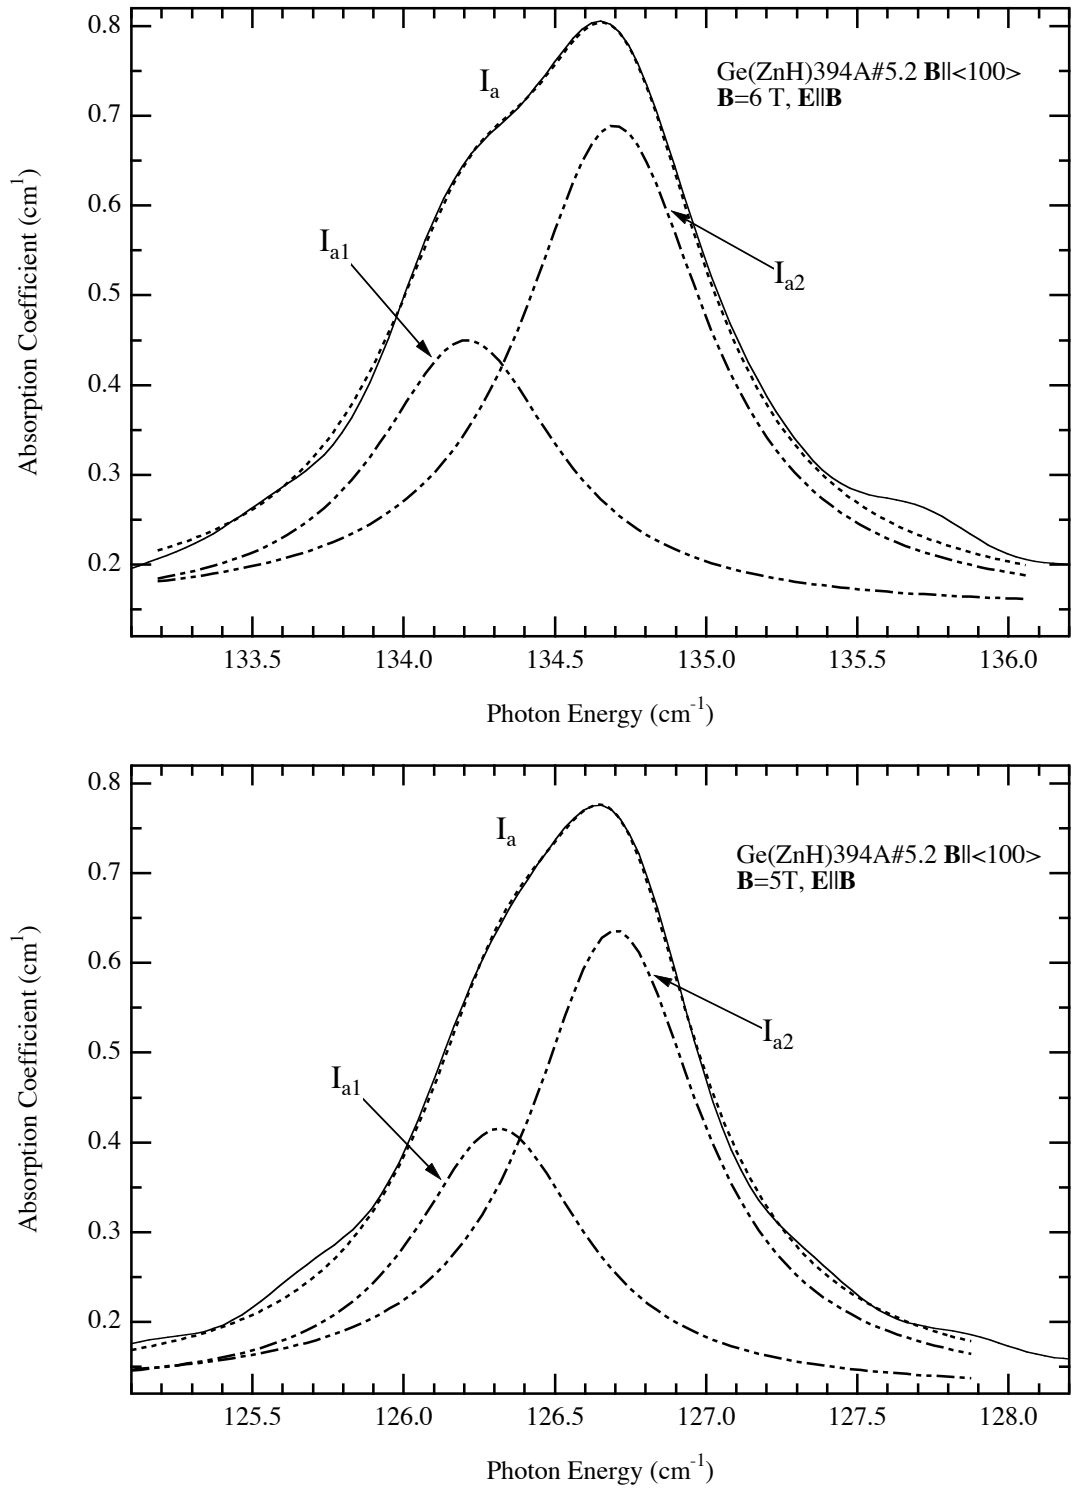 0.8
Ge(ZnH)394A#5.2 B||<100>
B=6 T, E||B
Ia
0.7
0.6
Ia1
Ia2
0.5
0.4
0.3
0.2
Absorption Coefficient (cm-1)
133.5 134.0 134.5 135.0 135.5 136.0
Photon Energy (cm-1)
0.8
Ia
Ge(ZnH)394A#5.2 B||<100>
B=5T, E||B
0.7
0.6
Ia2
0.5
Ia1
0.4
0.3
0.2
Absorption Coefficient (cm-1)
125.5 126.0 126.5 127.0 127.5 128.0
Photon Energy (cm-1)